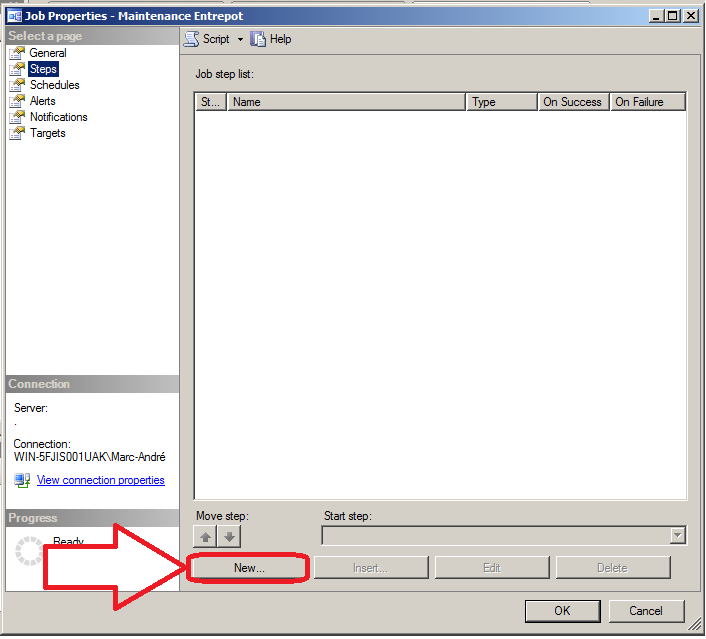 Job Properties - Maintenance Entrepot
Select a page
General
Steps
Schedules
Alerts
Notifications
Targets
Connection
Server:
.
Connection:
WIN-5FJIS001UAK\Marc-André
View connection properties
Progress
Ready
Script
Help
Job step list:
St... Name Type On Success On Failure
Move step: Start step:
New... Insert... Edit Delete
OK Cancel